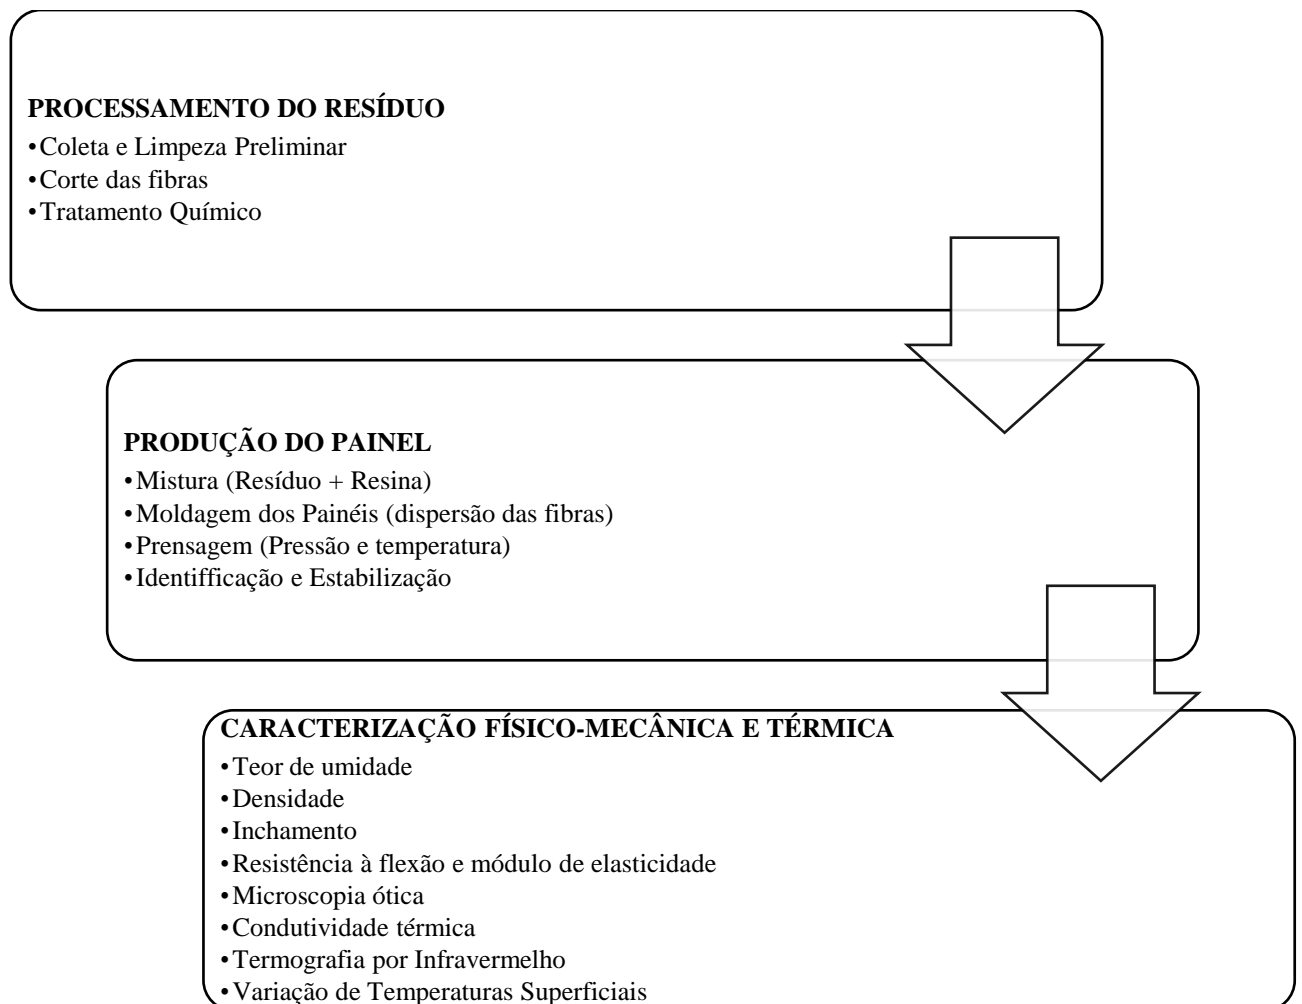 PROCESSAMENTO DO RESÍDUO
•Coleta e Limpeza Preliminar
•Corte das fibras
•Tratamento Químico
PRODUÇÃO DO PAINEL
•Mistura (Resíduo + Resina)
•Moldagem dos Painéis (dispersão das fibras)
•Prensagem (Pressão e temperatura)
•Identifficação e Estabilização
CARACTERIZAÇÃO FÍSICO-MECÂNICA E TÉRMICA
•Teor de umidade
•Densidade
•Inchamento
•Resistência à flexão e módulo de elasticidade
•Microscopia ótica
•Condutividade térmica
•Termografia por Infravermelho
•Variação de Temperaturas Superficiais